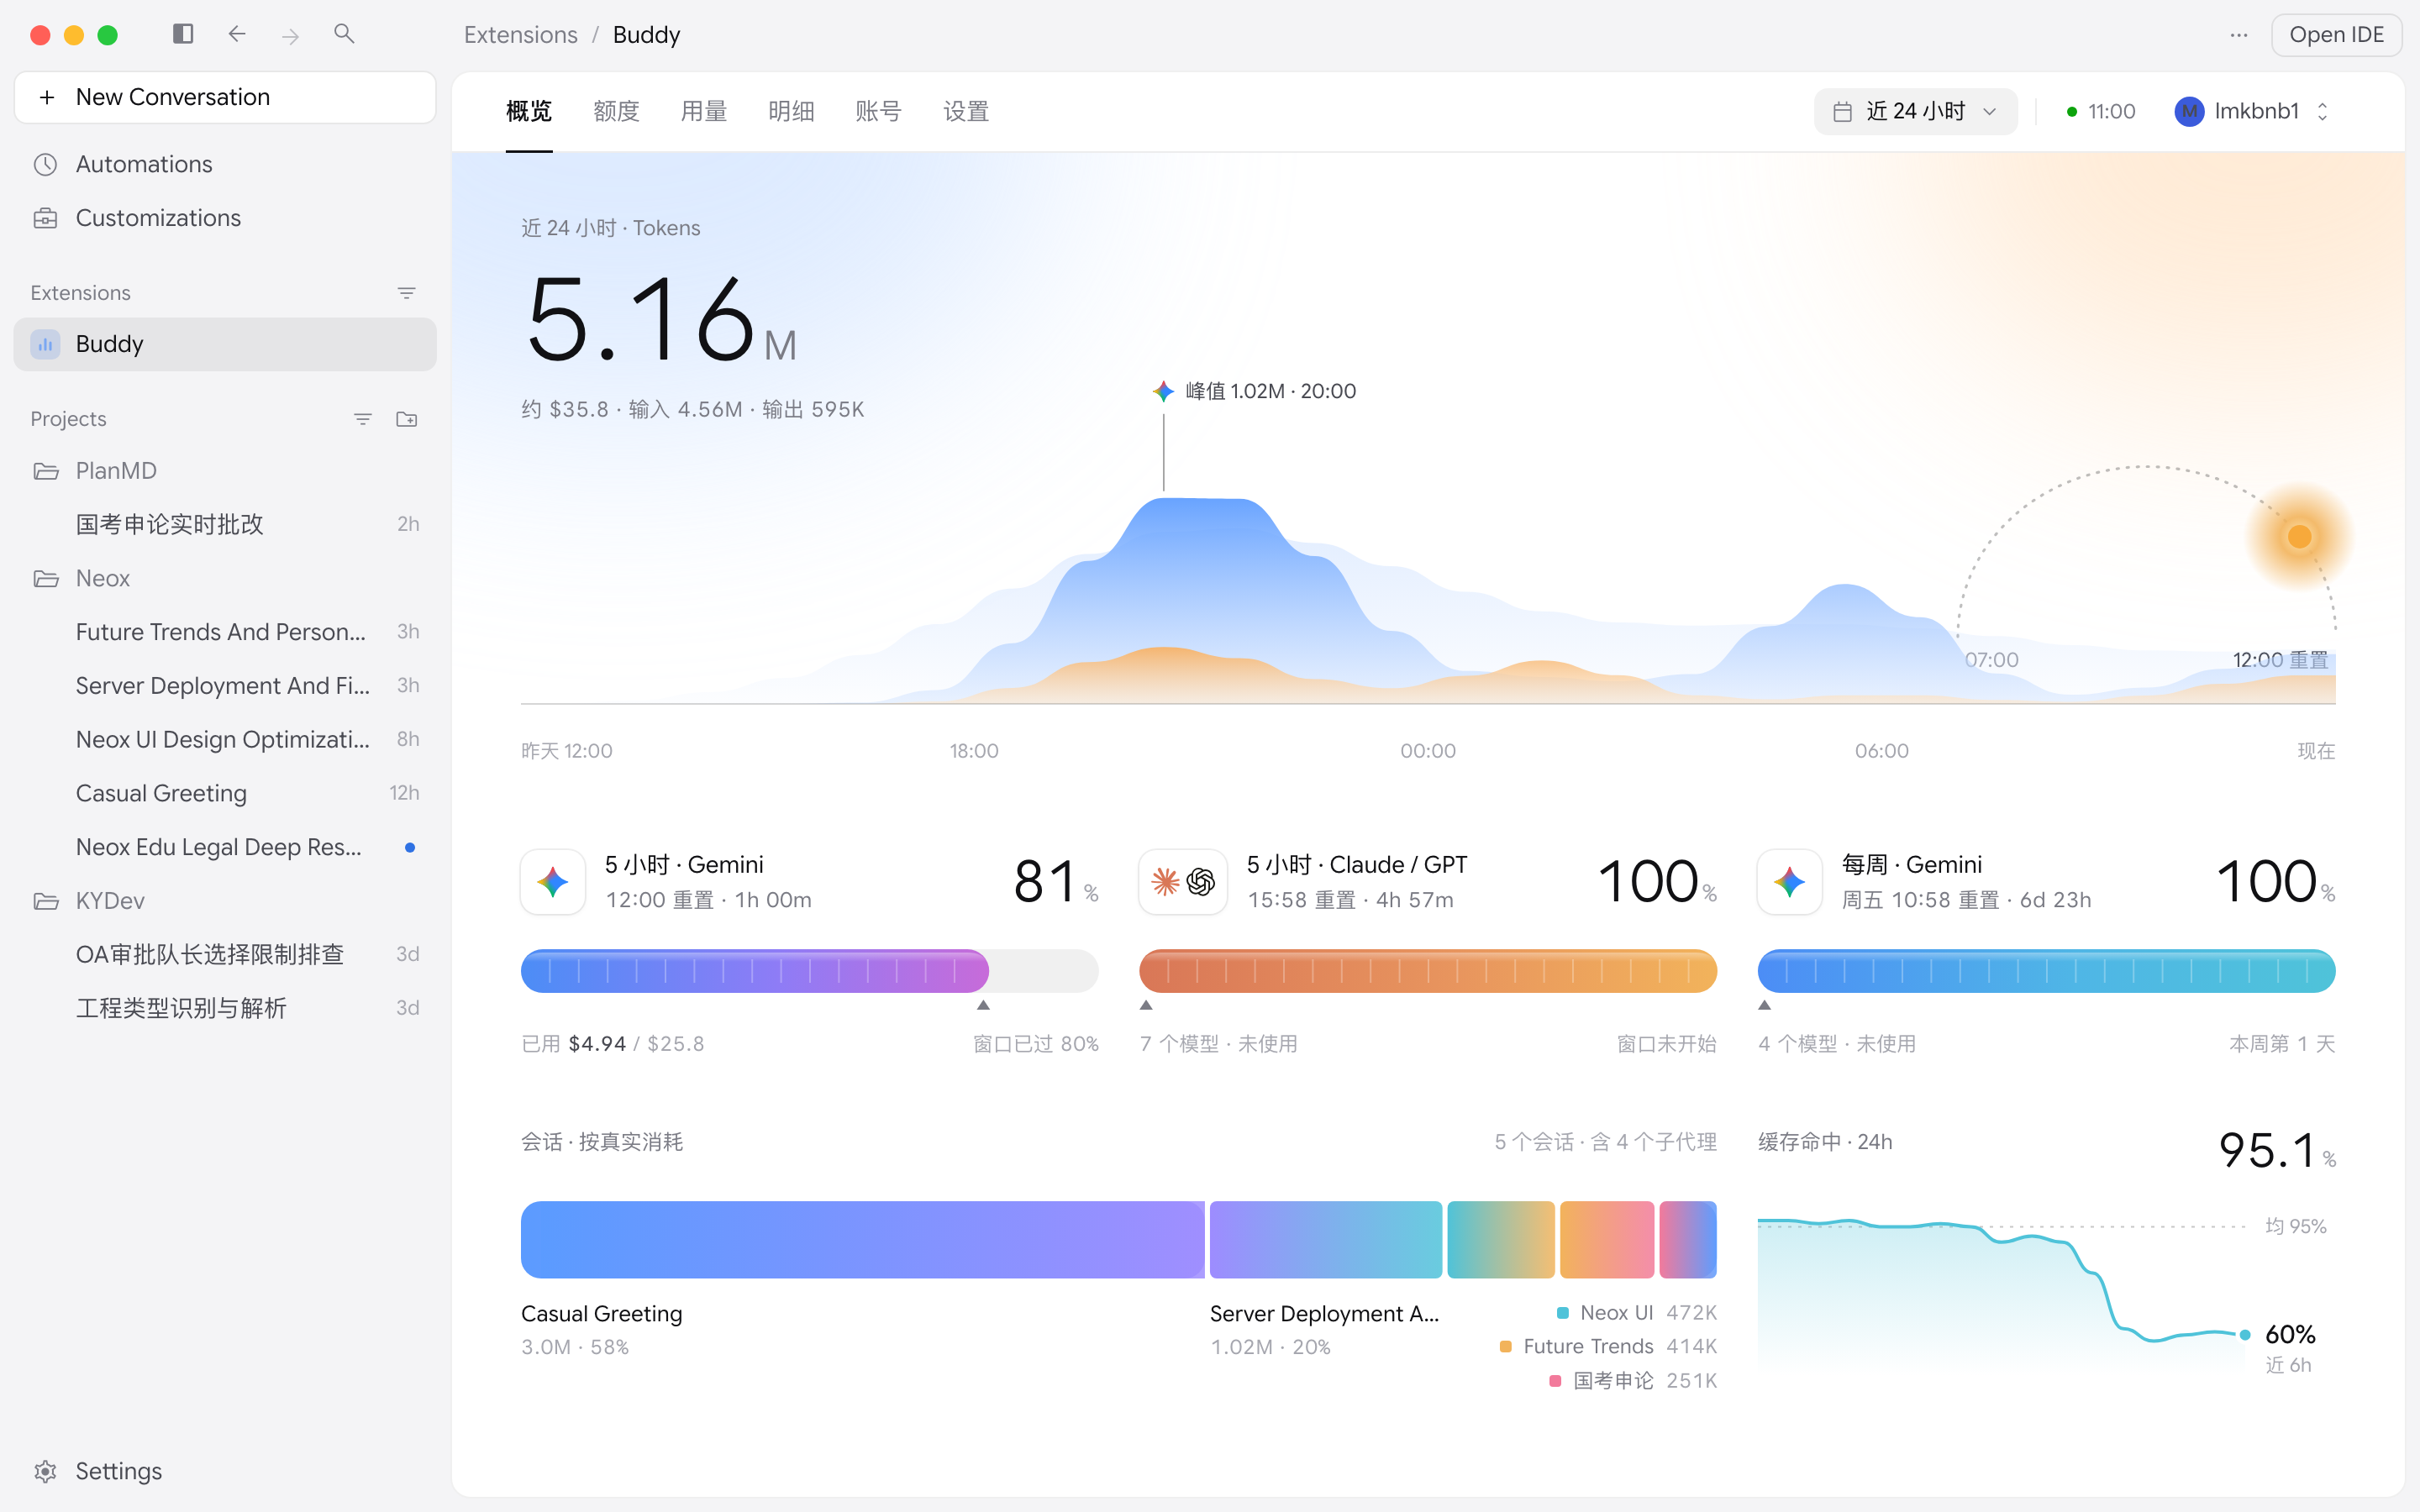 Extensions / Buddy
Open IDE
New Conversation
Automations
Customizations
Extensions
Buddy
Projects
PlanMD
国考申论实时批改 2h
Neox
Future Trends And Person... 3h
Server Deployment And Fi... 3h
Neox UI Design Optimizati... 8h
Casual Greeting 12h
Neox Edu Legal Deep Res...
KYDev
OA审批队长选择限制排查 3d
工程类型识别与解析 3d
Settings
概览 额度 用量 明细 账号 设置
近 24 小时
11:00
M lmkbnb1
近 24 小时 · Tokens
5.16 M
约 $35.8 · 输入 4.56M · 输出 595K
峰值 1.02M · 20:00
07:00
12:00 重置
昨天 12:00 18:00 00:00 06:00 现在
5 小时 · Gemini
12:00 重置 · 1h 00m
81 %
已用 $4.94 / $25.8
窗口已过 80%
5 小时 · Claude / GPT
15:58 重置 · 4h 57m
100 %
7 个模型 · 未使用
窗口未开始
每周 · Gemini
周五 10:58 重置 · 6d 23h
100 %
4 个模型 · 未使用
本周第 1 天
会话 · 按真实消耗
5 个会话 · 含 4 个子代理
Casual Greeting
3.0M · 58%
Server Deployment A...
1.02M · 20%
Neox UI 472K
Future Trends 414K
国考申论 251K
缓存命中 · 24h
95.1 %
均 95%
60%
近 6h